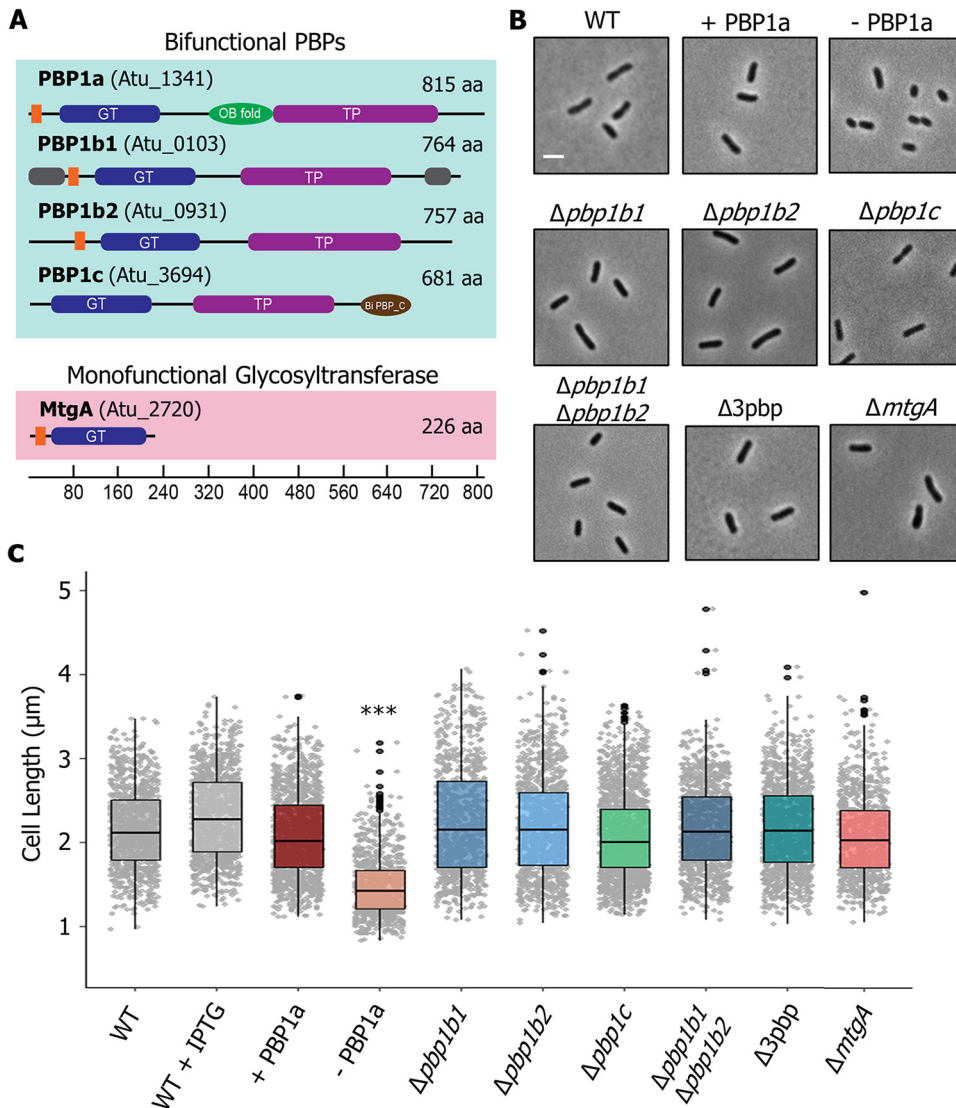 A
Bifunctional PBPs
PBP1a (Atu_1341)
815 aa
GT
OB fold
TP
PBP1b1 (Atu_0103)
764 aa
GT
TP
PBP1b2 (Atu_0931)
757 aa
GT
TP
PBP1c (Atu_3694)
681 aa
GT
TP
Bi PBP_C
Monofunctional Glycosyltransferase
MtgA (Atu_2720)
226 aa
GT
80 160 240 320 400 480 560 640 720 800
B
WT
+ PBP1a
- PBP1a
Δpbp1b1
Δpbp1b2
Δpbp1c
Δpbp1b1
Δpbp1b2
Δ3pbp
ΔmtgA
C
Cell Length (µm)
5
4
3
2
1
***
WT
WT + IPTG
+ PBP1a
- PBP1a
Δpbp1b1
Δpbp1b2
Δpbp1c
Δpbp1b1
Δpbp1b2
Δ3pbp
ΔmtgA